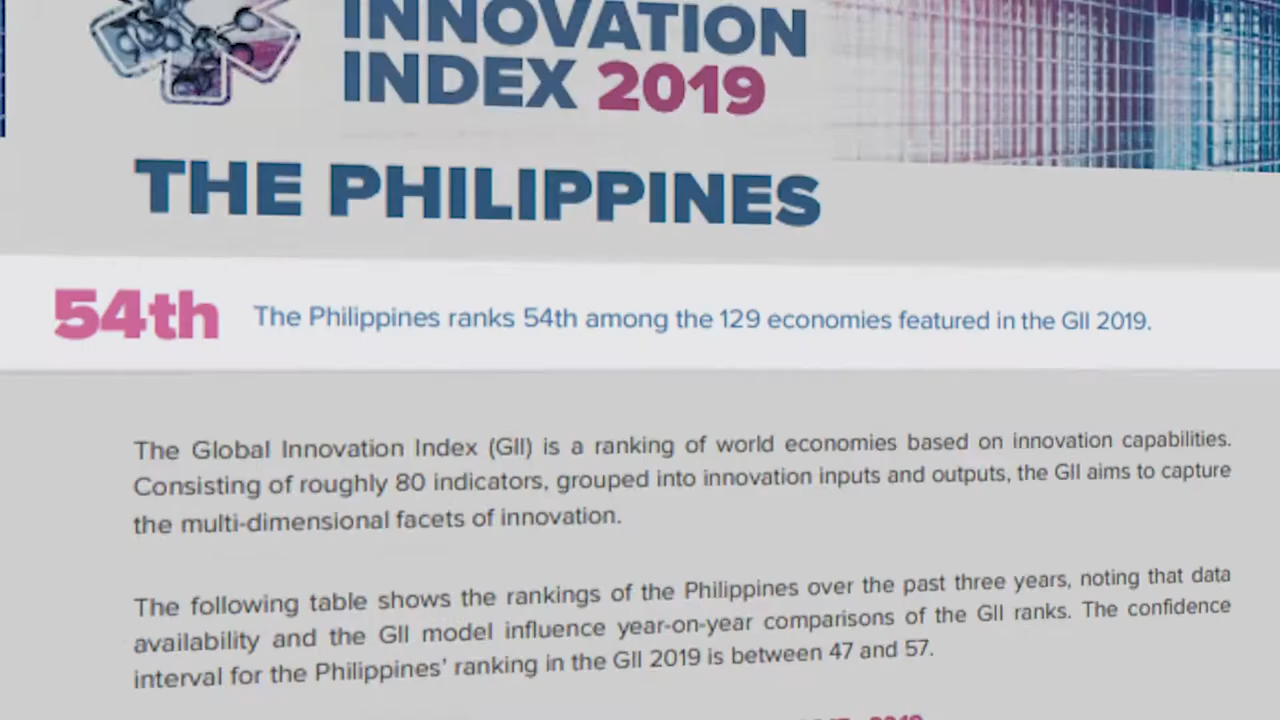 INNOVATION
INDEX 2019
THE PHILIPPINES
54th The Philippines ranks 54th among the 129 economies featured in the GII 2019.
The Global Innovation Index (GII) is a ranking of world economies based on innovation capabilities.
Consisting of roughly 80 indicators, grouped into innovation inputs and outputs, the GII aims to capture
the multi-dimensional facets of innovation.
The following table shows the rankings of the Philippines over the past three years, noting that data
availability and the GII model influence year-on-year comparisons of the GII ranks. The confidence
interval for the Philippines’ ranking in the GII 2019 is between 47 and 57.